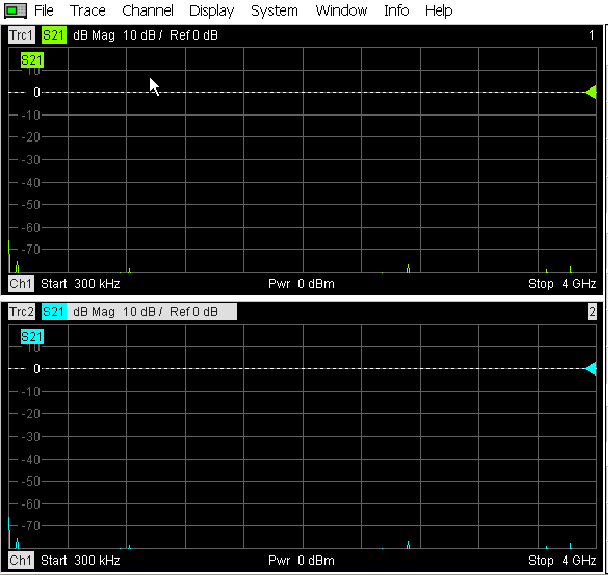 File Trace Channel Display System Window Info Help
Trc1 S21 dB Mag 10 dB / Ref 0 dB 1
S21
10
0
-10
-20
-30
-40
-50
-60
-70
Ch1 Start 300 kHz Pwr 0 dBm Stop 4 GHz
Trc2 S21 dB Mag 10 dB / Ref 0 dB 2
S21
10
0
-10
-20
-30
-40
-50
-60
-70
Ch1 Start 300 kHz Pwr 0 dBm Stop 4 GHz